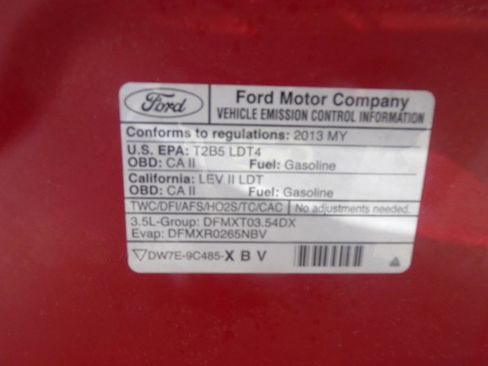 Ford
Ford Motor Company
VEHICLE EMISSION CONTROL INFORMATION
Conforms to regulations: 2013 MY
U.S. EPA: T2B5 LDT4
OBD: CA II Fuel: Gasoline
California: LEV II LDT
OBD: CA II Fuel: Gasoline
TWC/DFI/AFS/HO2S/TC/CAC No adjustments needed.
3.5L-Group: DFMXT03.54DX
Evap: DFMXR0265NBV
DW7E-9C485-X B V